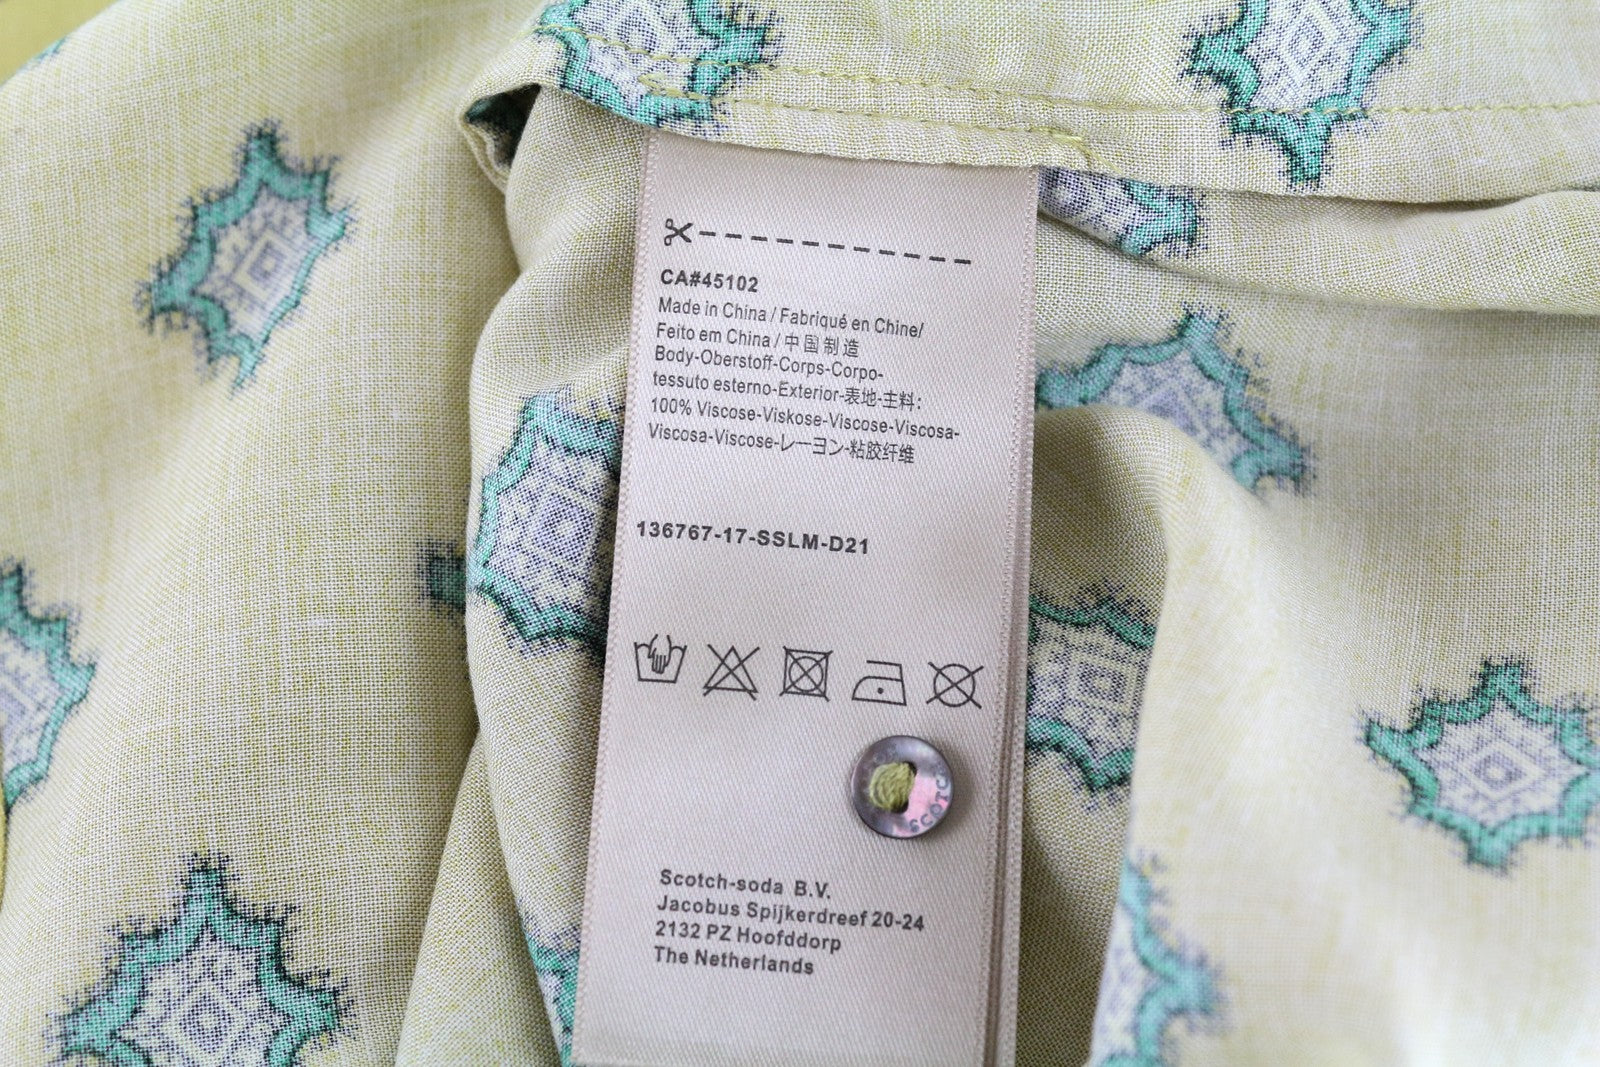 CA#45102
Made in China / Fabriqué en Chine/
Feito em China / 中国制造
Body-Oberstoff-Corps-Corpo-
tessuto esterno-Exterior-表地-主料:
100% Viscose-Viskose-Viscose-Viscosa-
Viscosa-Viscose-レーヨン-粘胶纤维
136767-17-SSLM-D21
Scotch-soda B.V.
Jacobus Spijkerdreef 20-24
2132 PZ Hoofddorp
The Netherlands